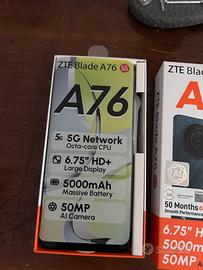 ZTE Blade A76 5G
A76
5G 5G Network
Octa-core CPU
6.75" HD+
Large Display
5000mAh
Massive Battery
50MP
AI Camera
ZTE Blade
A
50 Months
Smooth Performance
6.75" H
5000m
50MP